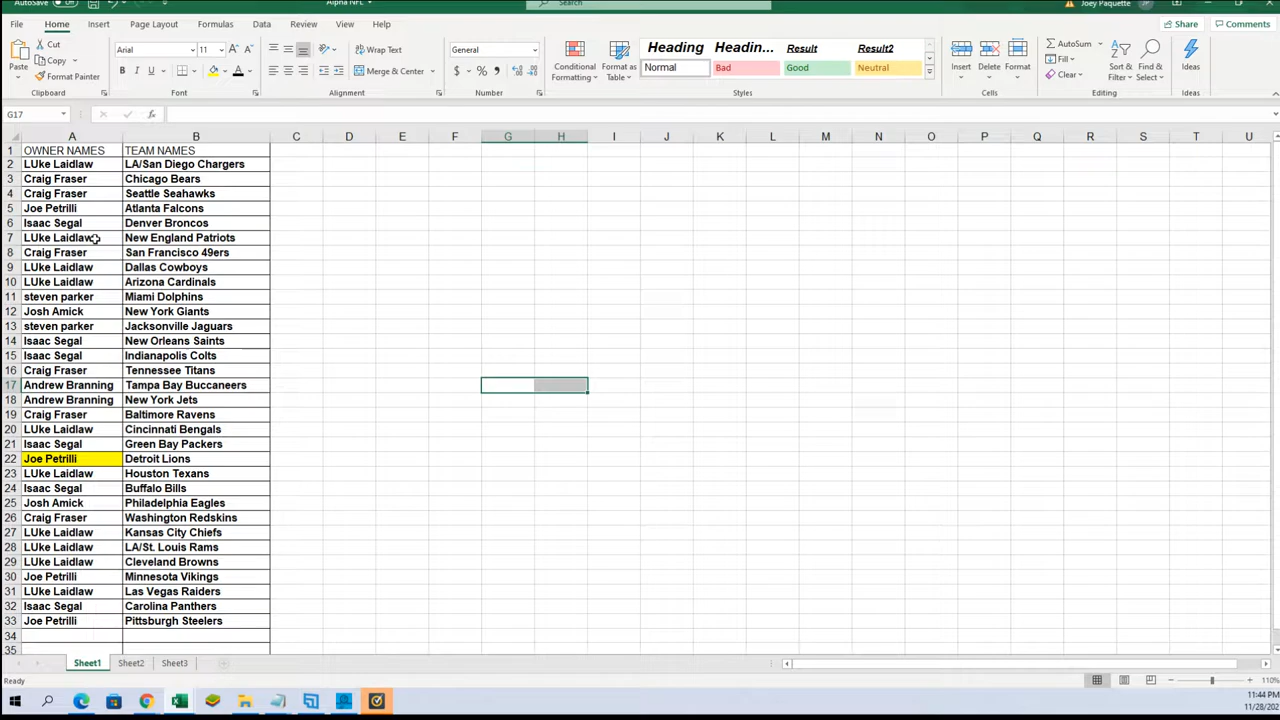 AutoSave Off Alpha NFL Search Joey Paquette JP
File Home Insert Page Layout Formulas Data Review View Help Share Comments
Paste Cut Copy Format Painter Arial 11 Wrap Text Merge & Center General Conditional Formatting Format as Table Heading Headin... Result Result2 Normal Bad Good Neutral Insert Delete Format AutoSum Fill Clear Sort & Filter Find & Select Ideas
Clipboard Font Alignment Number Styles Cells Editing Ideas
G17 fx
A B C D E F G H I J K L M N O P Q R S T U
1 OWNER NAMES TEAM NAMES
2 LUke Laidlaw LA/San Diego Chargers
3 Craig Fraser Chicago Bears
4 Craig Fraser Seattle Seahawks
5 Joe Petrilli Atlanta Falcons
6 Isaac Segal Denver Broncos
7 LUke Laidlaw New England Patriots
8 Craig Fraser San Francisco 49ers
9 LUke Laidlaw Dallas Cowboys
10 LUke Laidlaw Arizona Cardinals
11 steven parker Miami Dolphins
12 Josh Amick New York Giants
13 steven parker Jacksonville Jaguars
14 Isaac Segal New Orleans Saints
15 Isaac Segal Indianapolis Colts
16 Craig Fraser Tennessee Titans
17 Andrew Branning Tampa Bay Buccaneers
18 Andrew Branning New York Jets
19 Craig Fraser Baltimore Ravens
20 LUke Laidlaw Cincinnati Bengals
21 Isaac Segal Green Bay Packers
22 Joe Petrilli Detroit Lions
23 LUke Laidlaw Houston Texans
24 Isaac Segal Buffalo Bills
25 Josh Amick Philadelphia Eagles
26 Craig Fraser Washington Redskins
27 LUke Laidlaw Kansas City Chiefs
28 LUke Laidlaw LA/St. Louis Rams
29 LUke Laidlaw Cleveland Browns
30 Joe Petrilli Minnesota Vikings
31 LUke Laidlaw Las Vegas Raiders
32 Isaac Segal Carolina Panthers
33 Joe Petrilli Pittsburgh Steelers
34
35
Sheet1 Sheet2 Sheet3
Ready 110%
11:44 PM
11/28/202